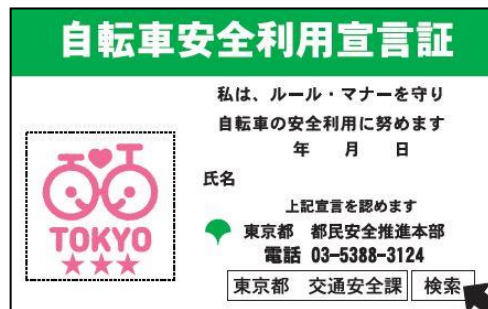 自転車安全利用宣言証
私は、ルール・マナーを守り
自転車の安全利用に努めます
年 月 日
氏名
上記宣言を認めます
東京都 都民安全推進本部
電話 03-5388-3124
東京都 交通安全課 検索
TOKYO